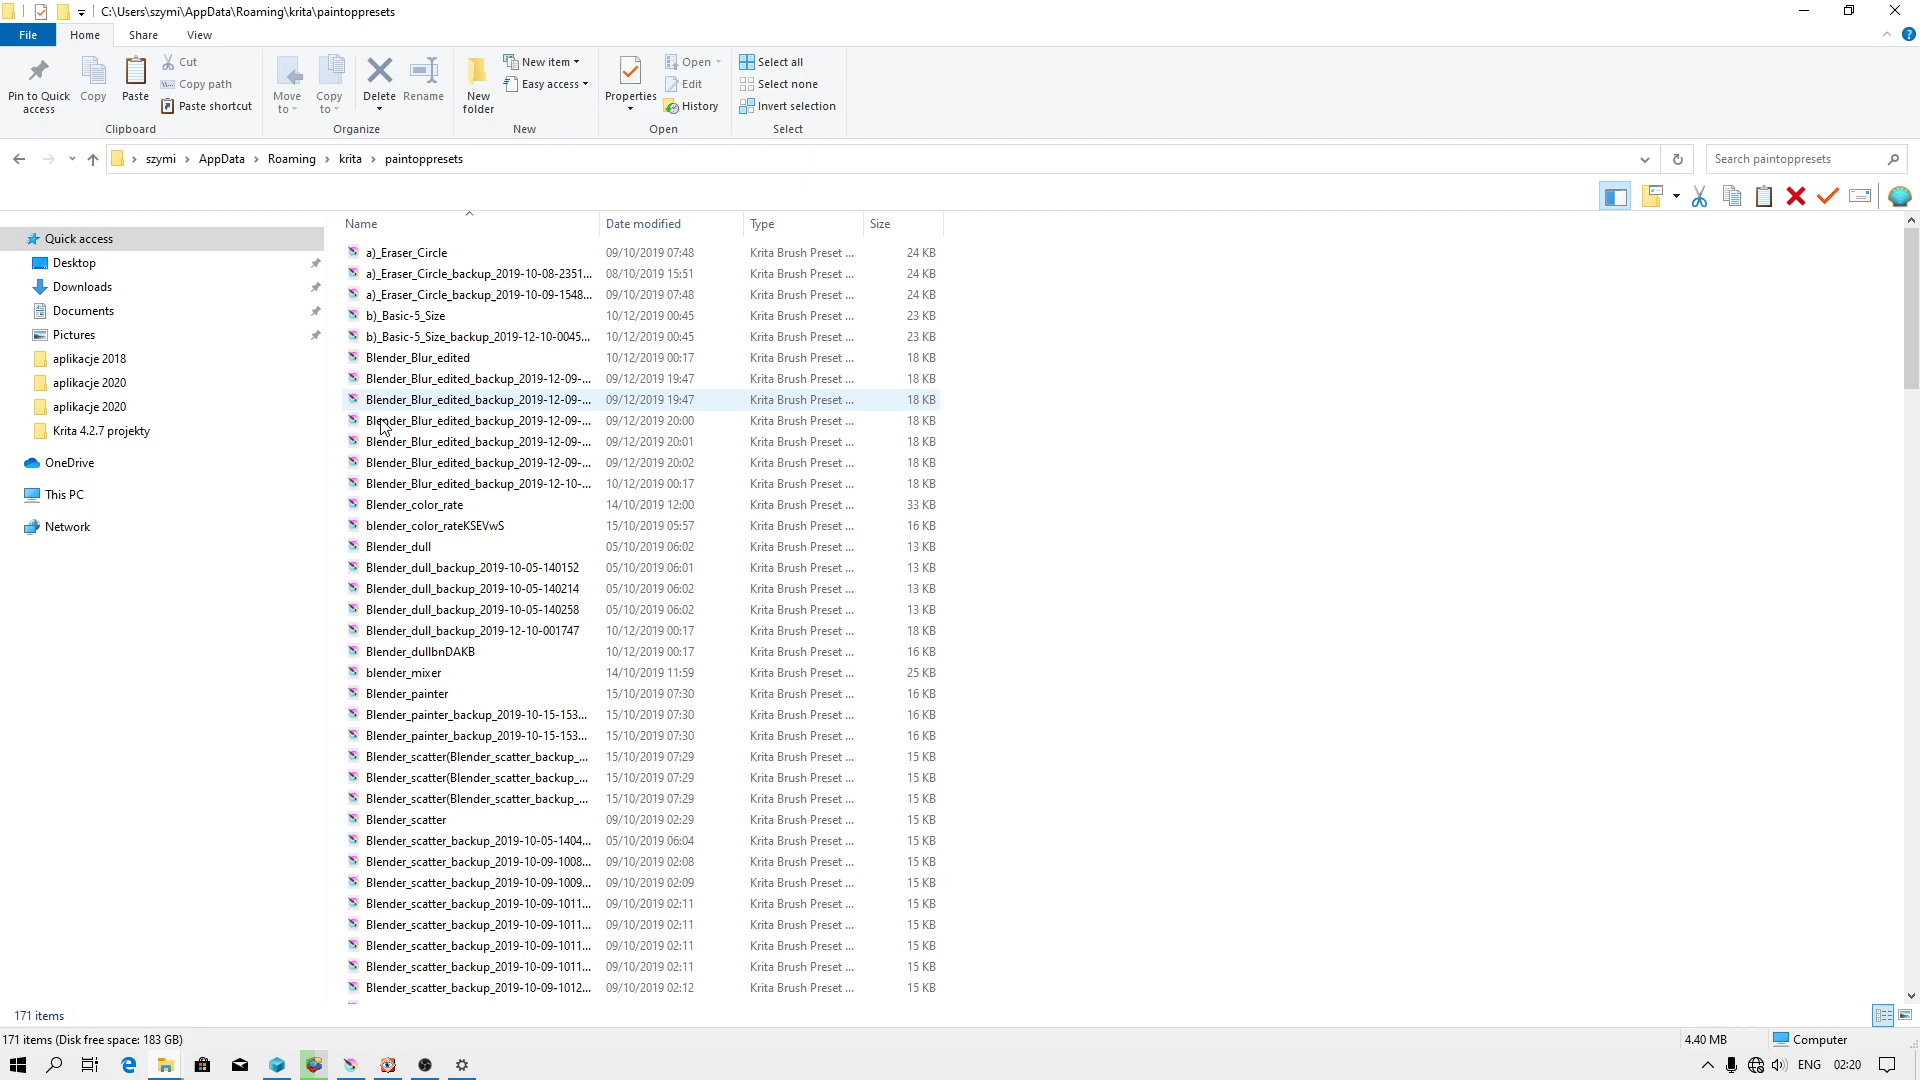 C:\Users\szymi\AppData\Roaming\krita\paintoppresets
File Home Share View
Pin to Quick access
Copy
Paste
Cut
Copy path
Paste shortcut
Move to
Copy to
Delete
Rename
New folder
New item
Easy access
Properties
Open
Edit
History
Select all
Select none
Invert selection
Clipboard Organize New Open Select
szymi › AppData › Roaming › krita › paintoppresets
Search paintoppresets
Name Date modified Type Size
Quick access
Desktop
Downloads
Documents
Pictures
aplikacje 2018
aplikacje 2020
aplikacje 2020
Krita 4.2.7 projekty
OneDrive
This PC
Network
a)_Eraser_Circle 09/10/2019 07:48 Krita Brush Preset ... 24 KB
a)_Eraser_Circle_backup_2019-10-08-2351... 08/10/2019 15:51 Krita Brush Preset ... 24 KB
a)_Eraser_Circle_backup_2019-10-09-1548... 09/10/2019 07:48 Krita Brush Preset ... 24 KB
b)_Basic-5_Size 10/12/2019 00:45 Krita Brush Preset ... 23 KB
b)_Basic-5_Size_backup_2019-12-10-0045... 10/12/2019 00:45 Krita Brush Preset ... 23 KB
Blender_Blur_edited 10/12/2019 00:17 Krita Brush Preset ... 18 KB
Blender_Blur_edited_backup_2019-12-09-... 09/12/2019 19:47 Krita Brush Preset ... 18 KB
Blender_Blur_edited_backup_2019-12-09-... 09/12/2019 19:47 Krita Brush Preset ... 18 KB
Blender_Blur_edited_backup_2019-12-09-... 09/12/2019 20:00 Krita Brush Preset ... 18 KB
Blender_Blur_edited_backup_2019-12-09-... 09/12/2019 20:01 Krita Brush Preset ... 18 KB
Blender_Blur_edited_backup_2019-12-09-... 09/12/2019 20:02 Krita Brush Preset ... 18 KB
Blender_Blur_edited_backup_2019-12-10-... 10/12/2019 00:17 Krita Brush Preset ... 18 KB
Blender_color_rate 14/10/2019 12:00 Krita Brush Preset ... 33 KB
blender_color_rateKSEVwS 15/10/2019 05:57 Krita Brush Preset ... 16 KB
Blender_dull 05/10/2019 06:02 Krita Brush Preset ... 13 KB
Blender_dull_backup_2019-10-05-140152 05/10/2019 06:01 Krita Brush Preset ... 13 KB
Blender_dull_backup_2019-10-05-140214 05/10/2019 06:02 Krita Brush Preset ... 13 KB
Blender_dull_backup_2019-10-05-140258 05/10/2019 06:02 Krita Brush Preset ... 13 KB
Blender_dull_backup_2019-12-10-001747 10/12/2019 00:17 Krita Brush Preset ... 18 KB
Blender_dullbnDAKB 10/12/2019 00:17 Krita Brush Preset ... 16 KB
blender_mixer 14/10/2019 11:59 Krita Brush Preset ... 25 KB
Blender_painter 15/10/2019 07:30 Krita Brush Preset ... 16 KB
Blender_painter_backup_2019-10-15-153... 15/10/2019 07:30 Krita Brush Preset ... 16 KB
Blender_painter_backup_2019-10-15-153... 15/10/2019 07:30 Krita Brush Preset ... 16 KB
Blender_scatter(Blender_scatter_backup_... 15/10/2019 07:29 Krita Brush Preset ... 15 KB
Blender_scatter(Blender_scatter_backup_... 15/10/2019 07:29 Krita Brush Preset ... 15 KB
Blender_scatter(Blender_scatter_backup_... 15/10/2019 07:29 Krita Brush Preset ... 15 KB
Blender_scatter 09/10/2019 02:29 Krita Brush Preset ... 15 KB
Blender_scatter_backup_2019-10-05-1404... 05/10/2019 06:04 Krita Brush Preset ... 15 KB
Blender_scatter_backup_2019-10-09-1008... 09/10/2019 02:08 Krita Brush Preset ... 15 KB
Blender_scatter_backup_2019-10-09-1009... 09/10/2019 02:09 Krita Brush Preset ... 15 KB
Blender_scatter_backup_2019-10-09-1011... 09/10/2019 02:11 Krita Brush Preset ... 15 KB
Blender_scatter_backup_2019-10-09-1011... 09/10/2019 02:11 Krita Brush Preset ... 15 KB
Blender_scatter_backup_2019-10-09-1011... 09/10/2019 02:11 Krita Brush Preset ... 15 KB
Blender_scatter_backup_2019-10-09-1011... 09/10/2019 02:11 Krita Brush Preset ... 15 KB
Blender_scatter_backup_2019-10-09-1012... 09/10/2019 02:12 Krita Brush Preset ... 15 KB
171 items
171 items (Disk free space: 183 GB) 4.40 MB Computer
ENG 02:20